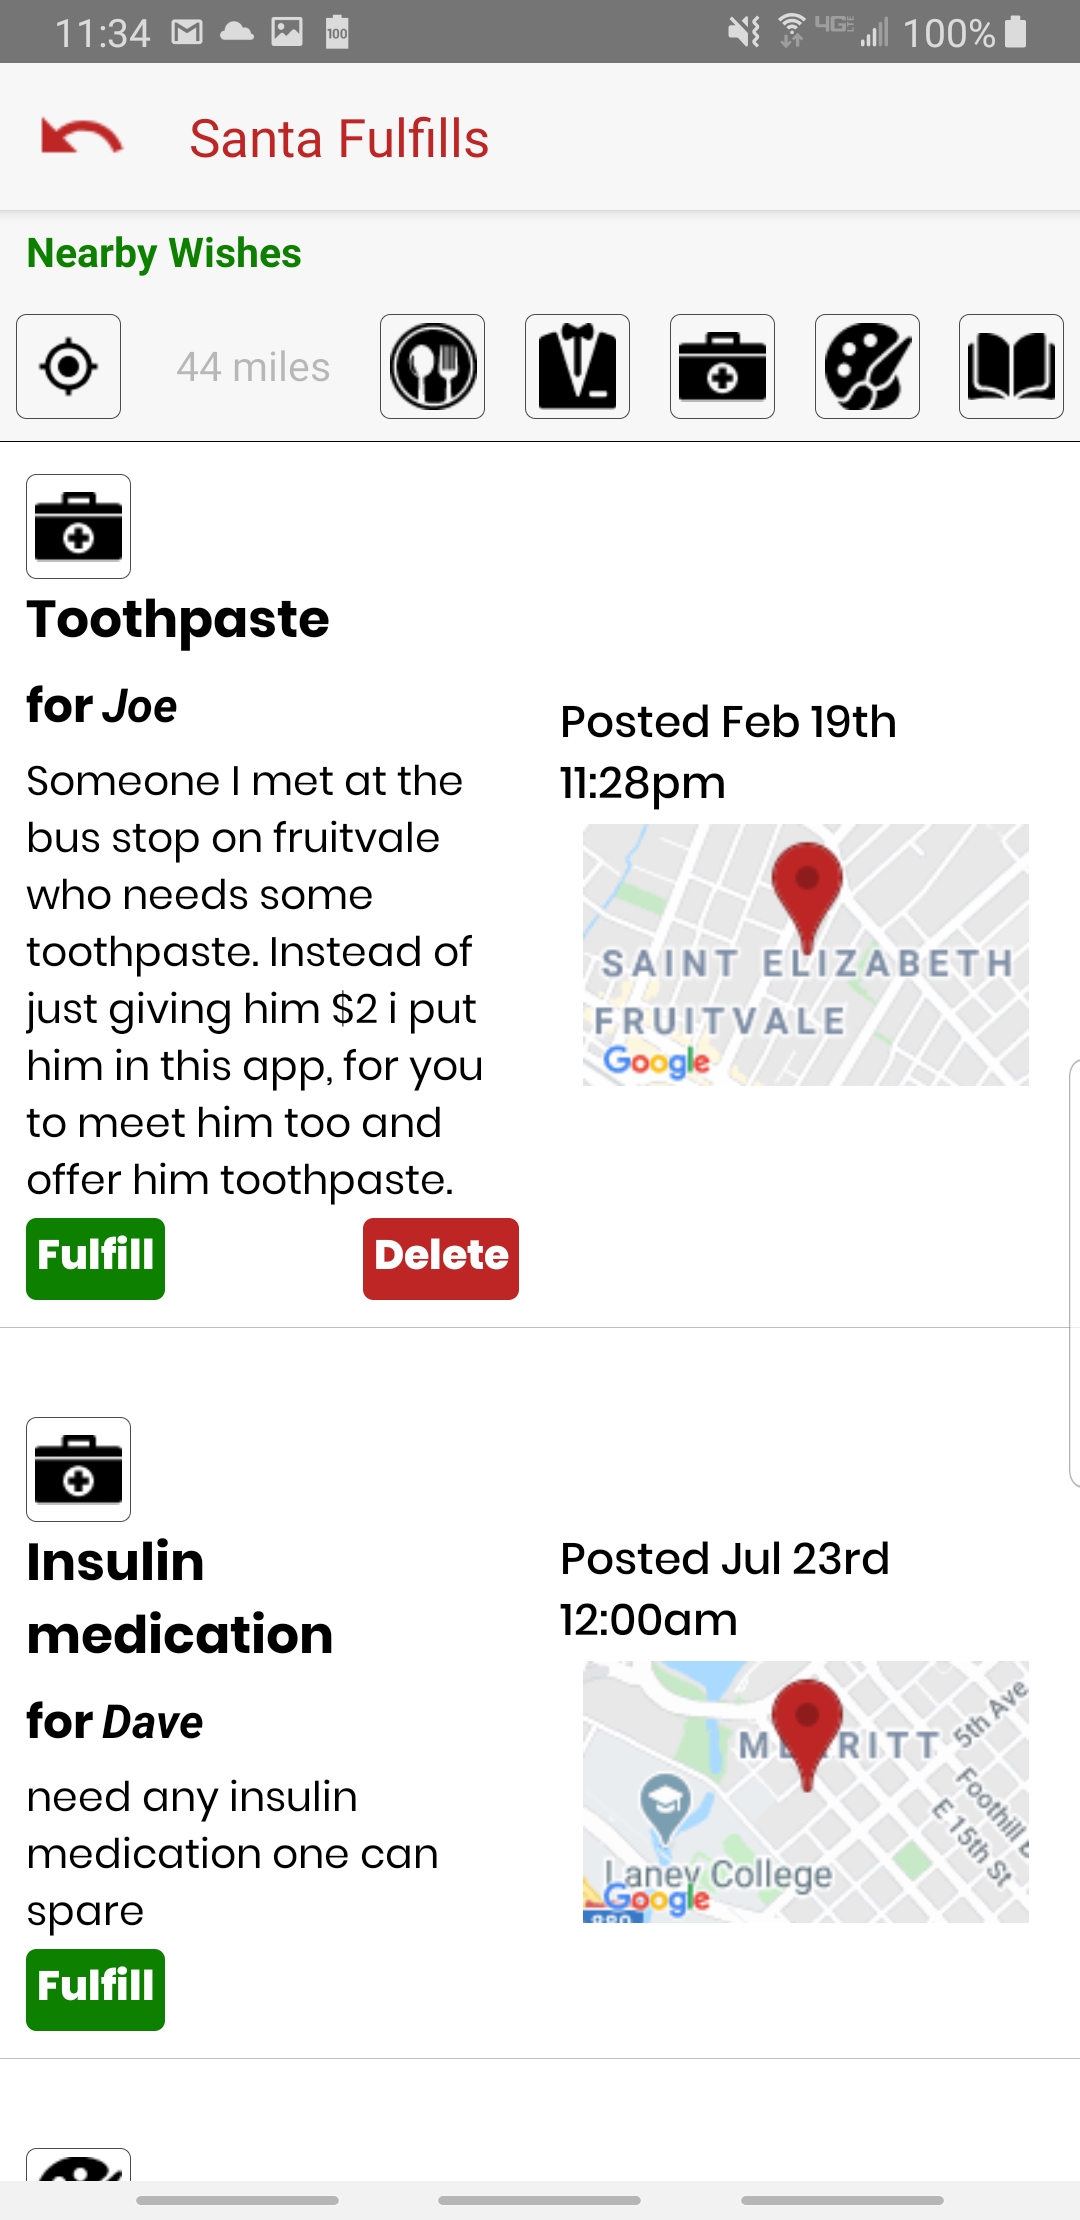 11:34
100
4G LTE
100%
Santa Fulfills
Nearby Wishes
44 miles
Toothpaste
for Joe
Someone I met at the
bus stop on fruitvale
who needs some
toothpaste. Instead of
just giving him $2 i put
him in this app, for you
to meet him too and
offer him toothpaste.
Posted Feb 19th
11:28pm
SAINT ELIZABETH
FRUITVALE
Google
Fulfill
Delete
Insulin
medication
for Dave
need any insulin
medication one can
spare
Posted Jul 23rd
12:00am
5th Ave
Foothill
E 15th St
Laney College
Google
880
Fulfill